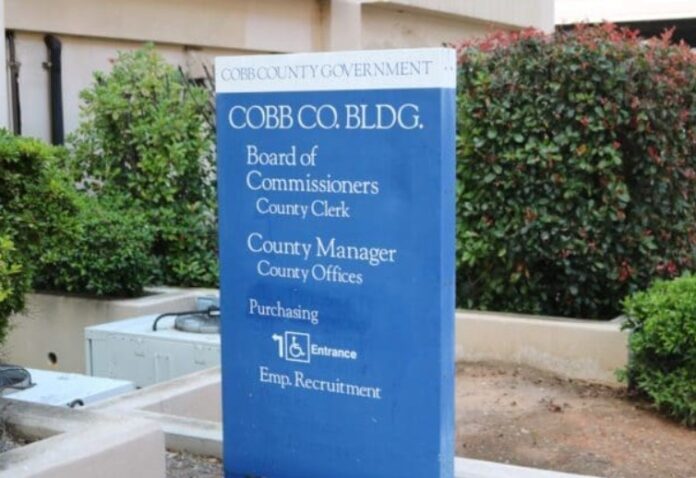 COBB COUNTY GOVERNMENT
COBB CO. BLDG.
Board of
Commissioners
County Clerk
County Manager
County Offices
Purchasing
Entrance
Emp. Recruitment